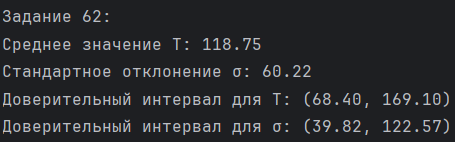 Задание 62:
Среднее значение T: 118.75
Стандартное отклонение σ: 60.22
Доверительный интервал для T: (68.40, 169.10)
Доверительный интервал для σ: (39.82, 122.57)